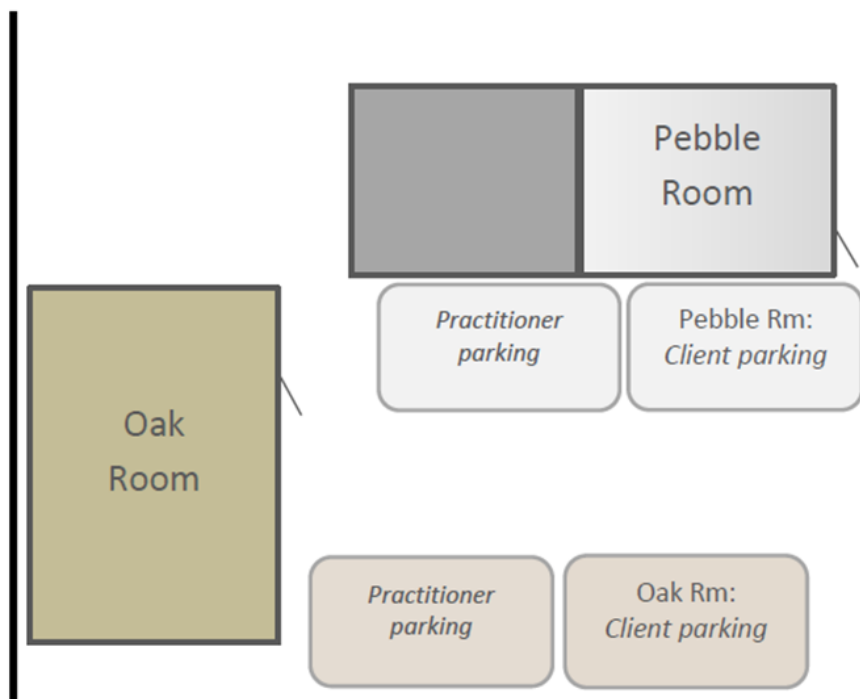 Pebble
Room
Practitioner
parking
Pebble Rm:
Client parking
Oak
Room
Practitioner
parking
Oak Rm:
Client parking